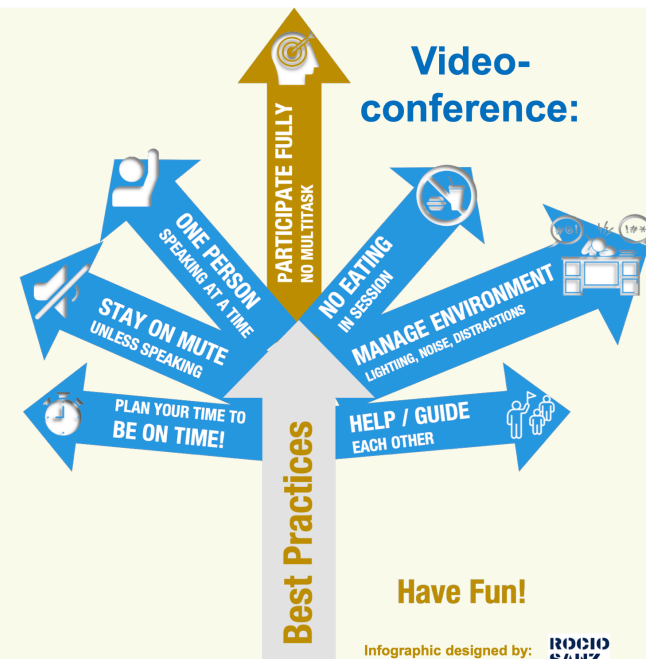 Video-
conference:
PARTICIPATE FULLY
NO MULTITASK
ONE PERSON
SPEAKING AT A TIME
NO EATING
IN SESSION
STAY ON MUTE
UNLESS SPEAKING
MANAGE ENVIRONMENT
LIGHTIING, NOISE, DISTRACTIONS
PLAN YOUR TIME TO
BE ON TIME!
HELP / GUIDE
EACH OTHER
Best Practices
Have Fun!
Infographic designed by:
ROCIO
SANZ